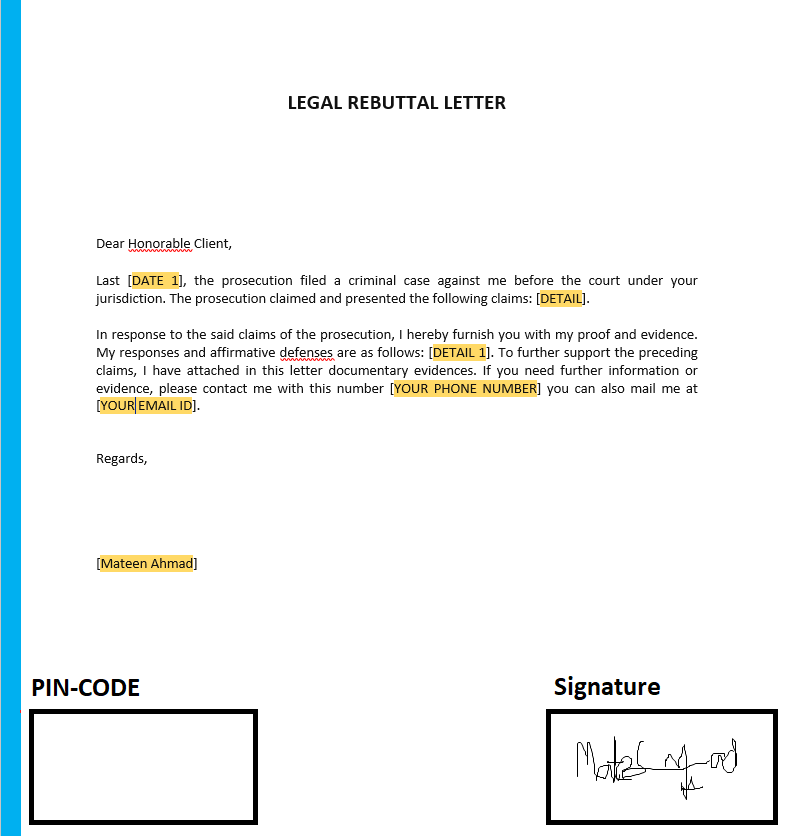 LEGAL REBUTTAL LETTER
Dear Honorable Client,
Last [DATE 1], the prosecution filed a criminal case against me before the court under your
jurisdiction. The prosecution claimed and presented the following claims: [DETAIL].
In response to the said claims of the prosecution, I hereby furnish you with my proof and evidence.
My responses and affirmative defenses are as follows: [DETAIL 1]. To further support the preceding
claims, I have attached in this letter documentary evidences. If you need further information or
evidence, please contact me with this number [YOUR PHONE NUMBER] you can also mail me at
[YOUR EMAIL ID].
Regards,
[Mateen Ahmad]
PIN-CODE
Signature